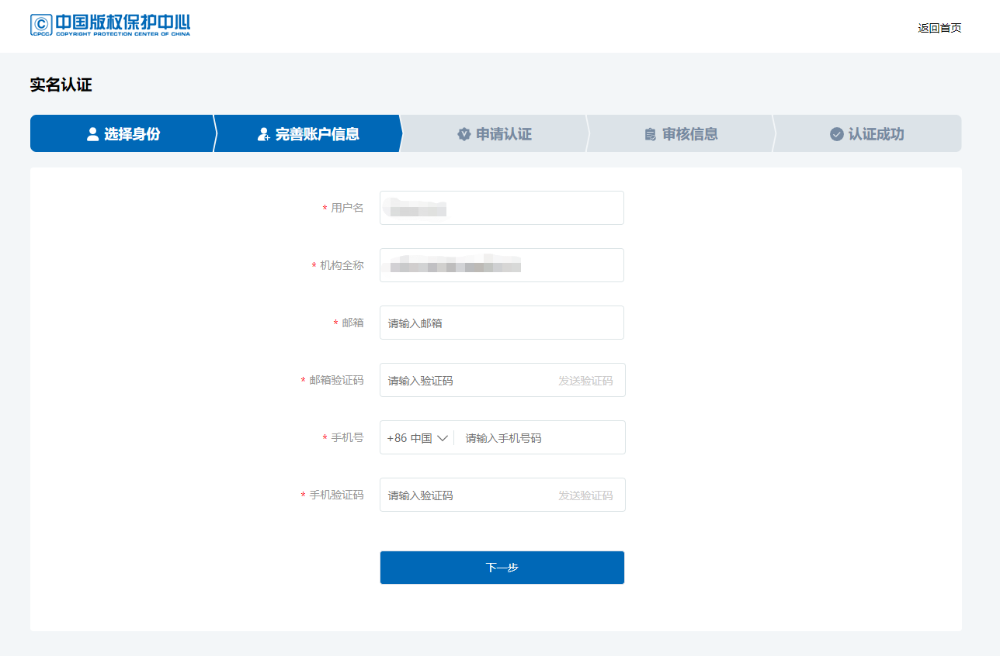 中国版权保护中心
CPCC COPYRIGHT PROTECTION CENTER OF CHINA
返回首页
实名认证
选择身份 完善账户信息 申请认证 审核信息 认证成功
* 用户名
* 机构全称
* 邮箱 请输入邮箱
* 邮箱验证码 请输入验证码 发送验证码
* 手机号 +86 中国 请输入手机号码
* 手机验证码 请输入验证码 发送验证码
下一步